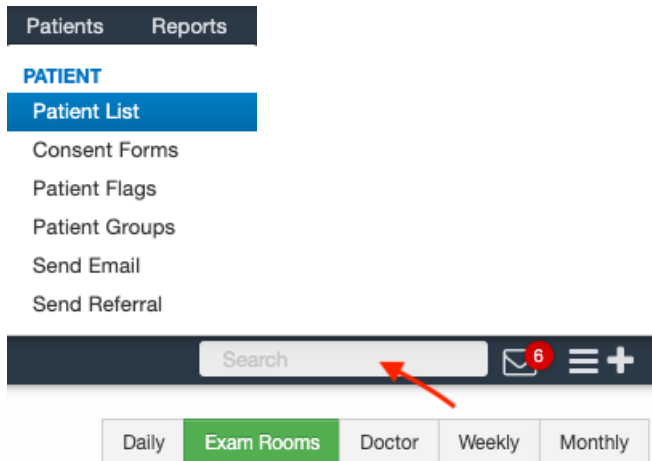 Patients Reports
PATIENT
Patient List
Consent Forms
Patient Flags
Patient Groups
Send Email
Send Referral
Search 6
Daily Exam Rooms Doctor Weekly Monthly